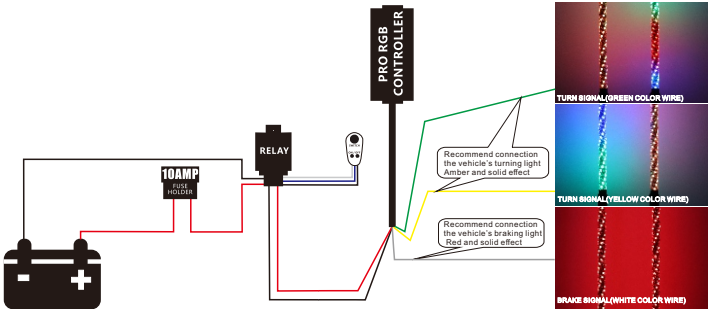 PRO RGB
CONTROLLER
TURN SIGNAL(GREEN COLOR WIRE)
RELAY
10AMP
FUSE
HOLDER
Recommend connection
the vehicle's turning light
Amber and solid effect
TURN SIGNAL(YELLOW COLOR WIRE)
Recommend connection
the vehicle's braking light
Red and solid effect
BRAKE SIGNAL(WHITE COLOR WIRE)